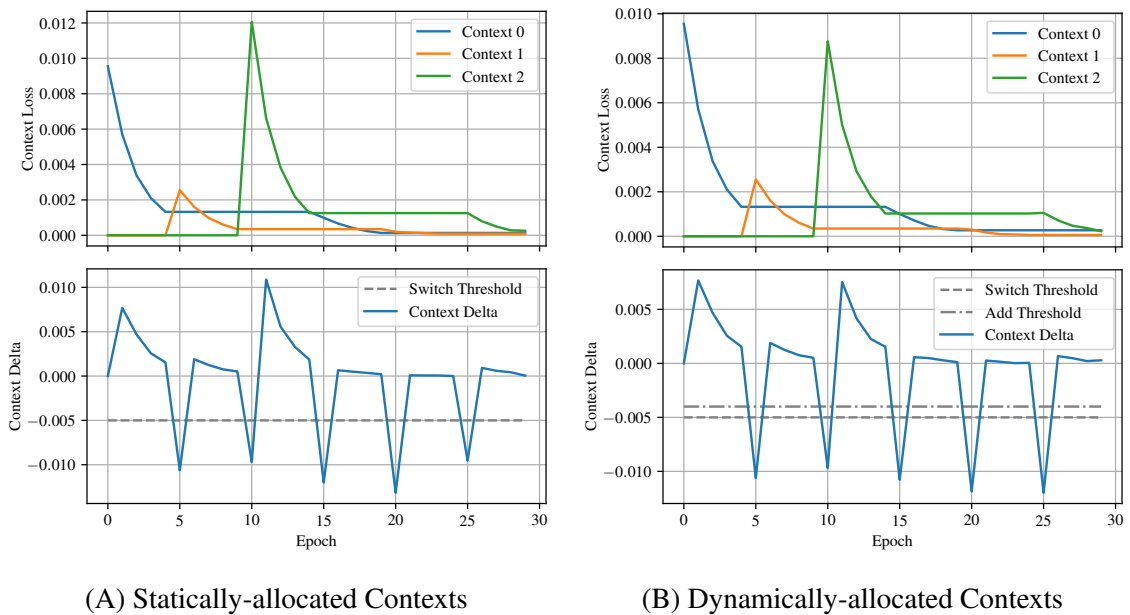 0.012
0.010
0.008
0.006
0.004
0.002
0.000
Context Loss
Context 0
Context 1
Context 2
0.010
0.005
0.000
−0.005
−0.010
Context Delta
Switch Threshold
Context Delta
0 5 10 15 20 25 30
Epoch
(A) Statically-allocated Contexts
0.010
0.008
0.006
0.004
0.002
0.000
Context Loss
Context 0
Context 1
Context 2
0.005
0.000
−0.005
−0.010
Context Delta
Switch Threshold
Add Threshold
Context Delta
0 5 10 15 20 25 30
Epoch
(B) Dynamically-allocated Contexts